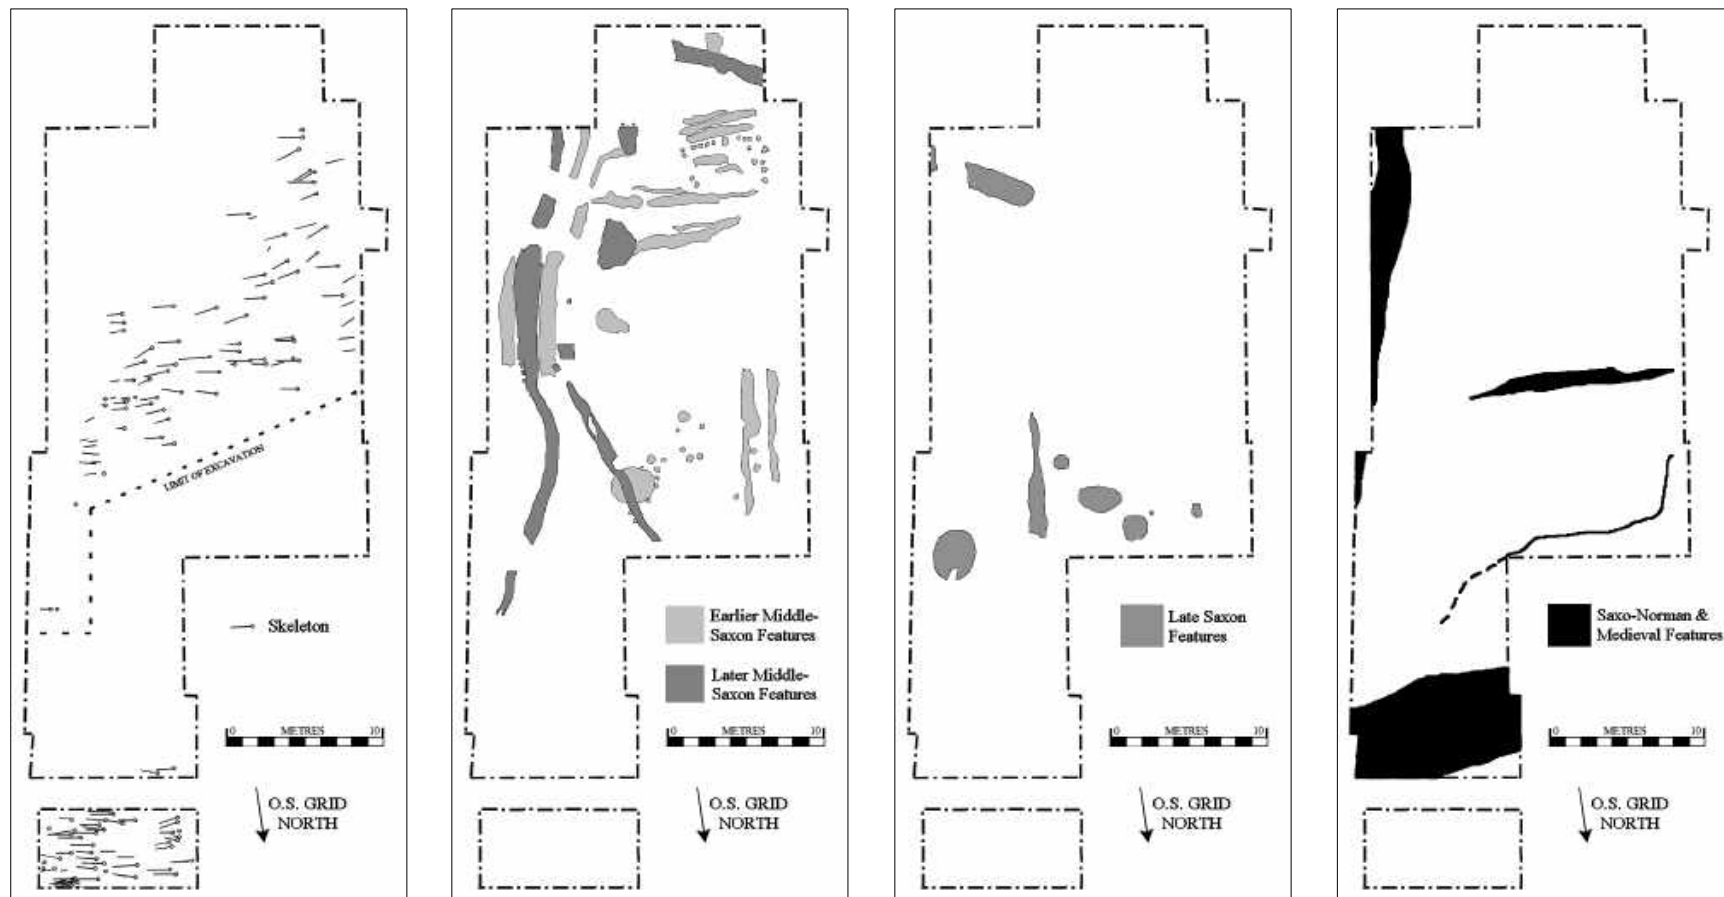 LIMIT OF EXCAVATION
Skeleton
0 METRES 10
O.S. GRID
NORTH
Earlier Middle-
Saxon Features
Later Middle-
Saxon Features
0 METRES 10
O.S. GRID
NORTH
Late Saxon
Features
0 METRES 10
O.S. GRID
NORTH
Saxo-Norman &
Medieval Features
0 METRES 10
O.S. GRID
NORTH